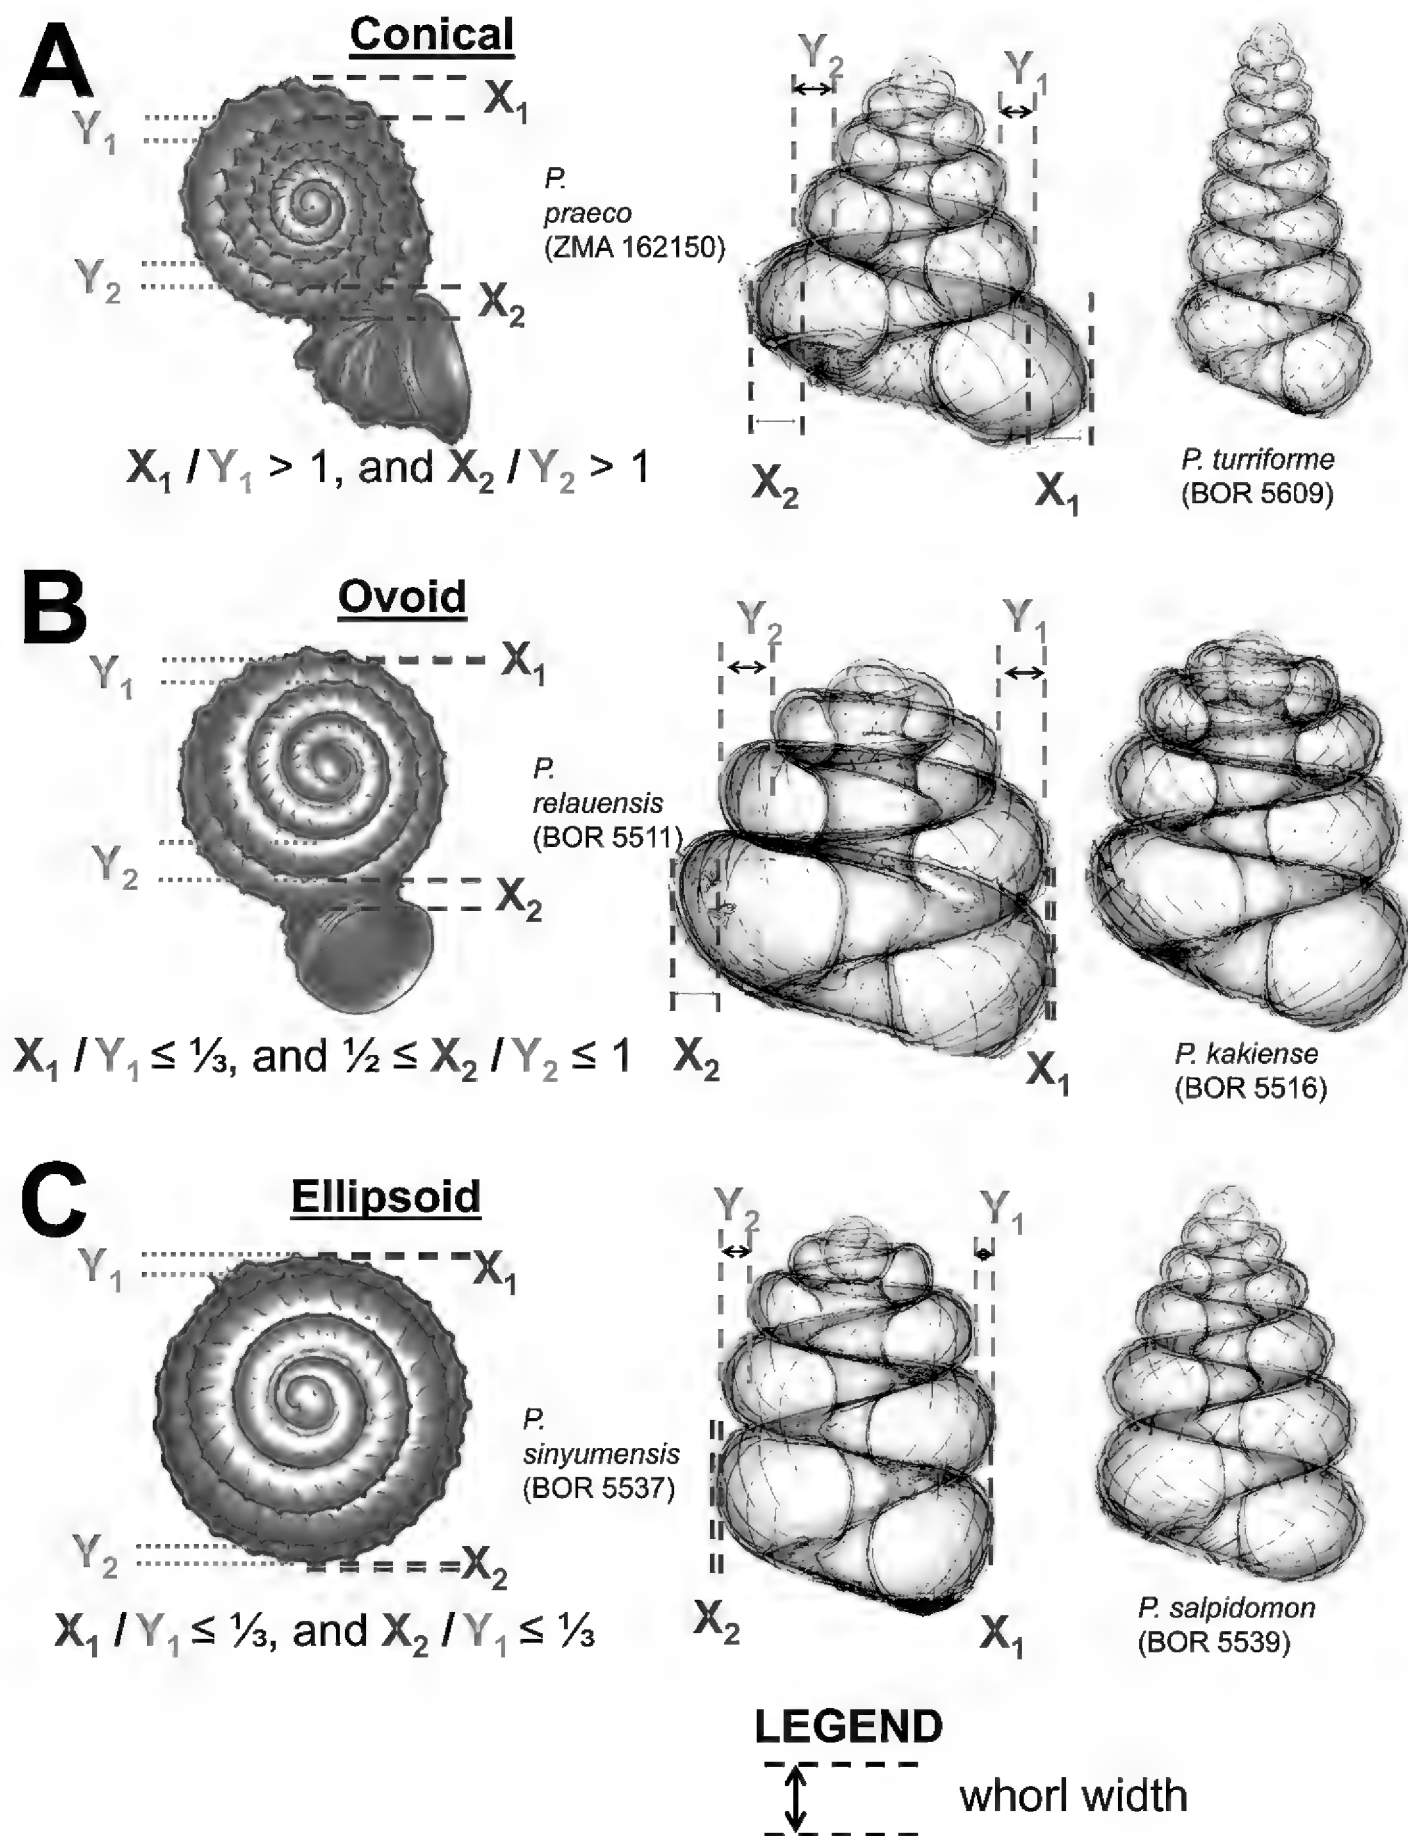 A
Conical
X₁
Y₁
Y₂
X₂
P.
praeco
(ZMA 162150)
X₁ / Y₁ > 1, and X₂ / Y₂ > 1
Y₂
Y₁
X₂
X₁
P. turriforme
(BOR 5609)
B
Ovoid
X₁
Y₁
Y₂
X₂
P.
relauensis
(BOR 5511)
X₁ / Y₁ ≤ ⅓, and ½ ≤ X₂ / Y₂ ≤ 1
Y₂
Y₁
X₂
X₁
P. kakiense
(BOR 5516)
C
Ellipsoid
Y₁
X₁
Y₂
X₂
P.
sinyumensis
(BOR 5537)
X₁ / Y₁ ≤ ⅓, and X₂ / Y₁ ≤ ⅓
Y₂
Y₁
X₂
X₁
P. salpidomon
(BOR 5539)
LEGEND
whorl width